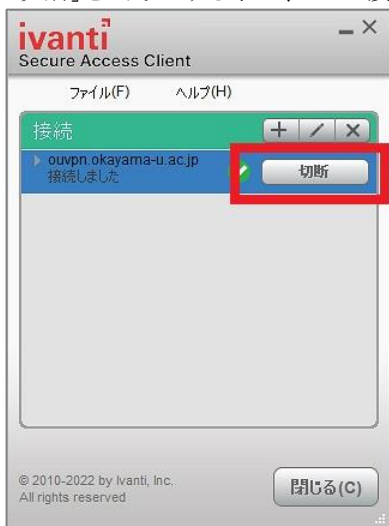 ivanti
Secure Access Client
ファイル(F) ヘルプ(H)
接続
ouvpn.okayama-u.ac.jp
接続しました
切断
© 2010-2022 by Ivanti, Inc.
All rights reserved
閉じる(C)